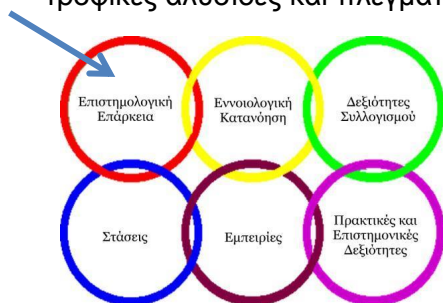 τροφικές αλυσίδες και πλέγματ
Επιστημολογική
Επάρκεια
Εννοιολογική
Κατανόηση
Δεξιότητες
Συλλογισμού
Στάσεις
Εμπειρίες
Πρακτικές και
Επιστημονικές
Δεξιότητες